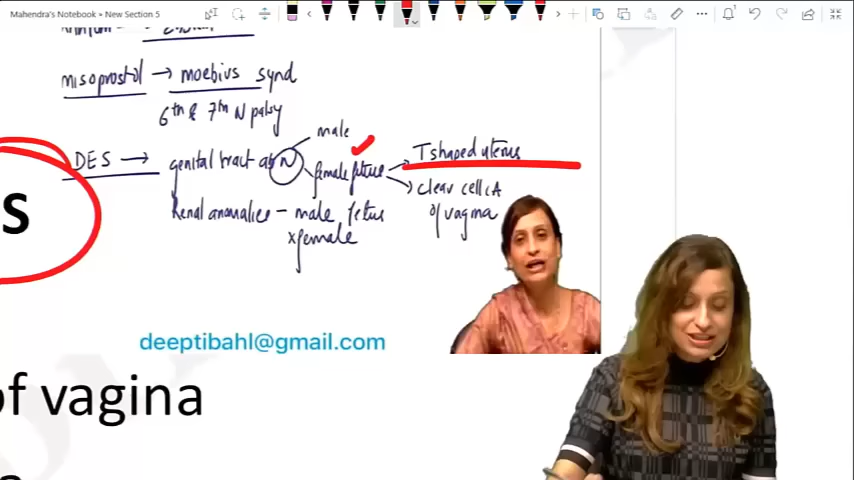 Mahendra's Notebook • New Section 5
misoprostol → moebius synd
6th & 7th N palsy
male
DES → genital tract abN
female fetus
T shaped uterus
clear cell CA
of vagina
Renal anomalies - male fetus
x female
S
deeptibahl@gmail.com
of vagina